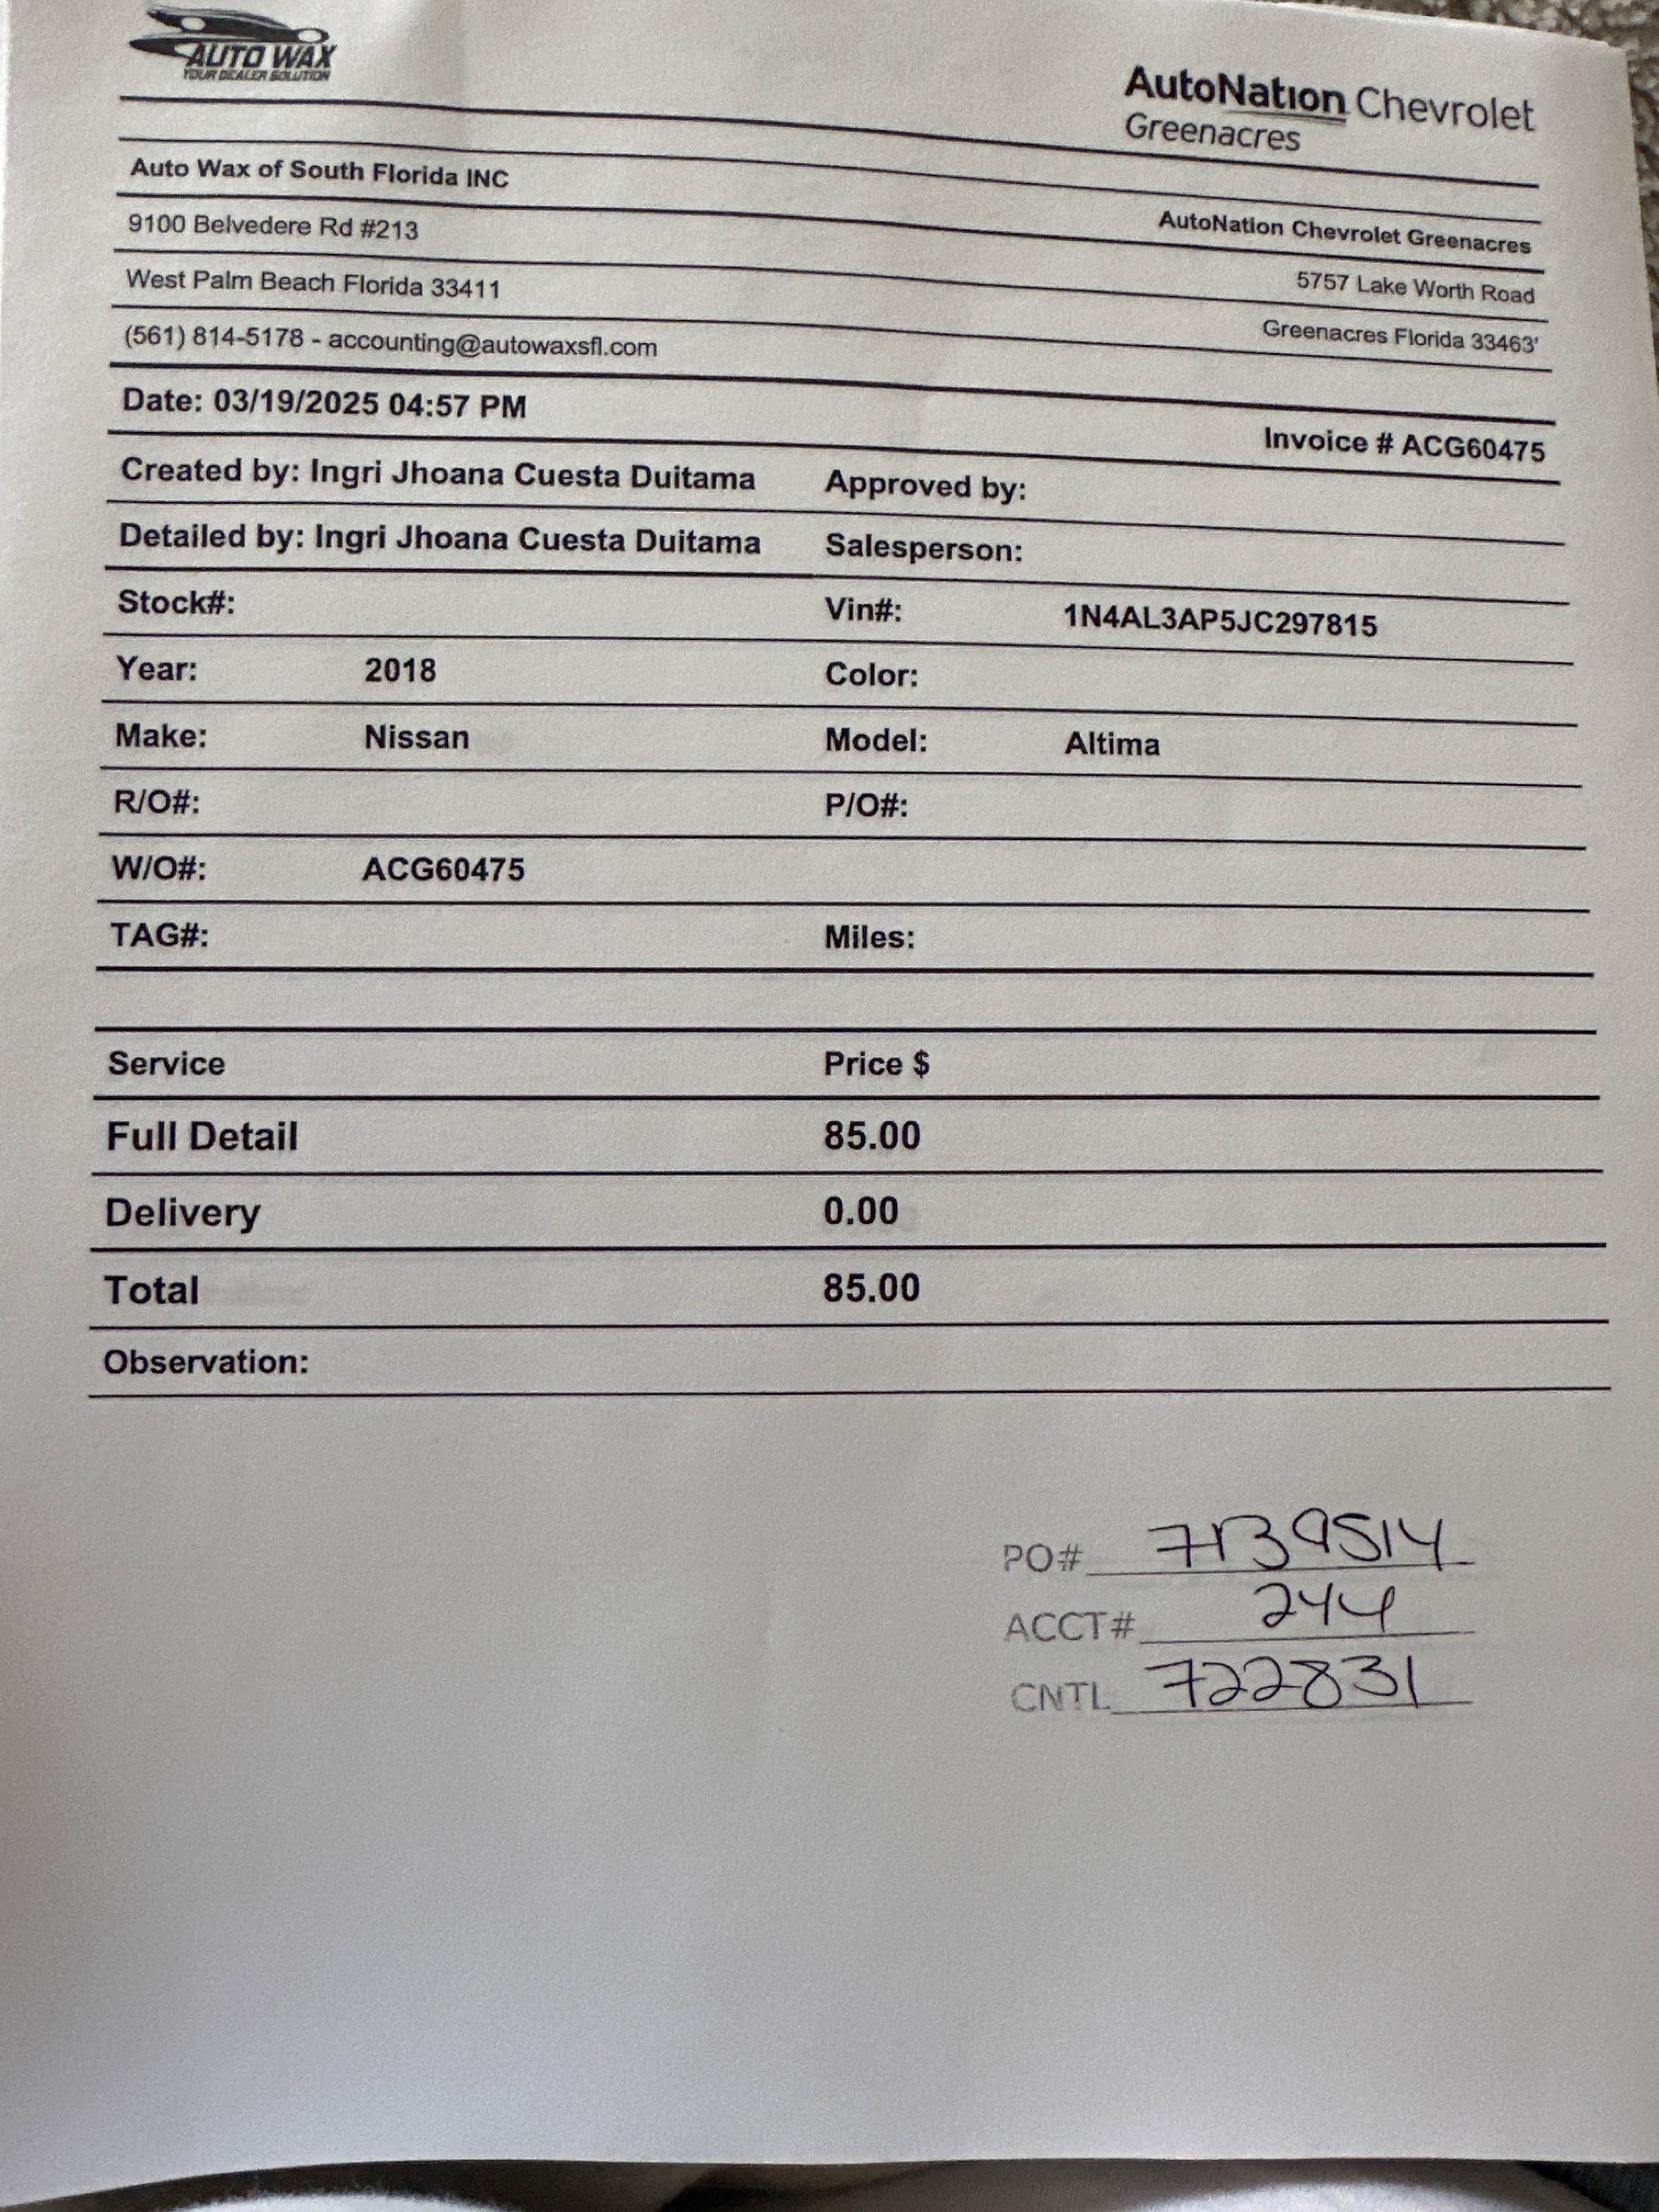 AUTO WAX
YOUR DEALER SOLUTION
AutoNation Chevrolet
Greenacres
Auto Wax of South Florida INC
AutoNation Chevrolet Greenacres
9100 Belvedere Rd #213
5757 Lake Worth Road
West Palm Beach Florida 33411
Greenacres Florida 33463'
(561) 814-5178 - accounting@autowaxsfl.com
Date: 03/19/2025 04:57 PM
Invoice # ACG60475
Created by: Ingri Jhoana Cuesta Duitama Approved by:
Detailed by: Ingri Jhoana Cuesta Duitama Salesperson:
Stock#: Vin#: 1N4AL3AP5JC297815
Year: 2018 Color:
Make: Nissan Model: Altima
R/O#: P/O#:
W/O#: ACG60475
TAG#: Miles:
Service Price $
Full Detail 85.00
Delivery 0.00
Total 85.00
Observation:
PO# 7139514
ACCT# 244
CNTL 722831